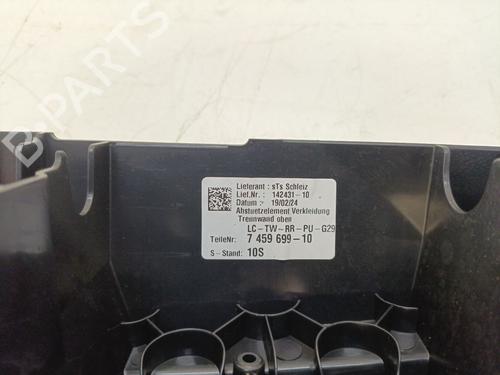 B-PARTS
Lieferant : sTs Schleiz
Lief.Nr.: 142431-10
Datum :- 19/02/24
Abstuetzelement Verkleidung
Trennwand oben
LC-TW-RR-PU-G29
TeileNr: 7 459 699-10
S-Stand: 10S